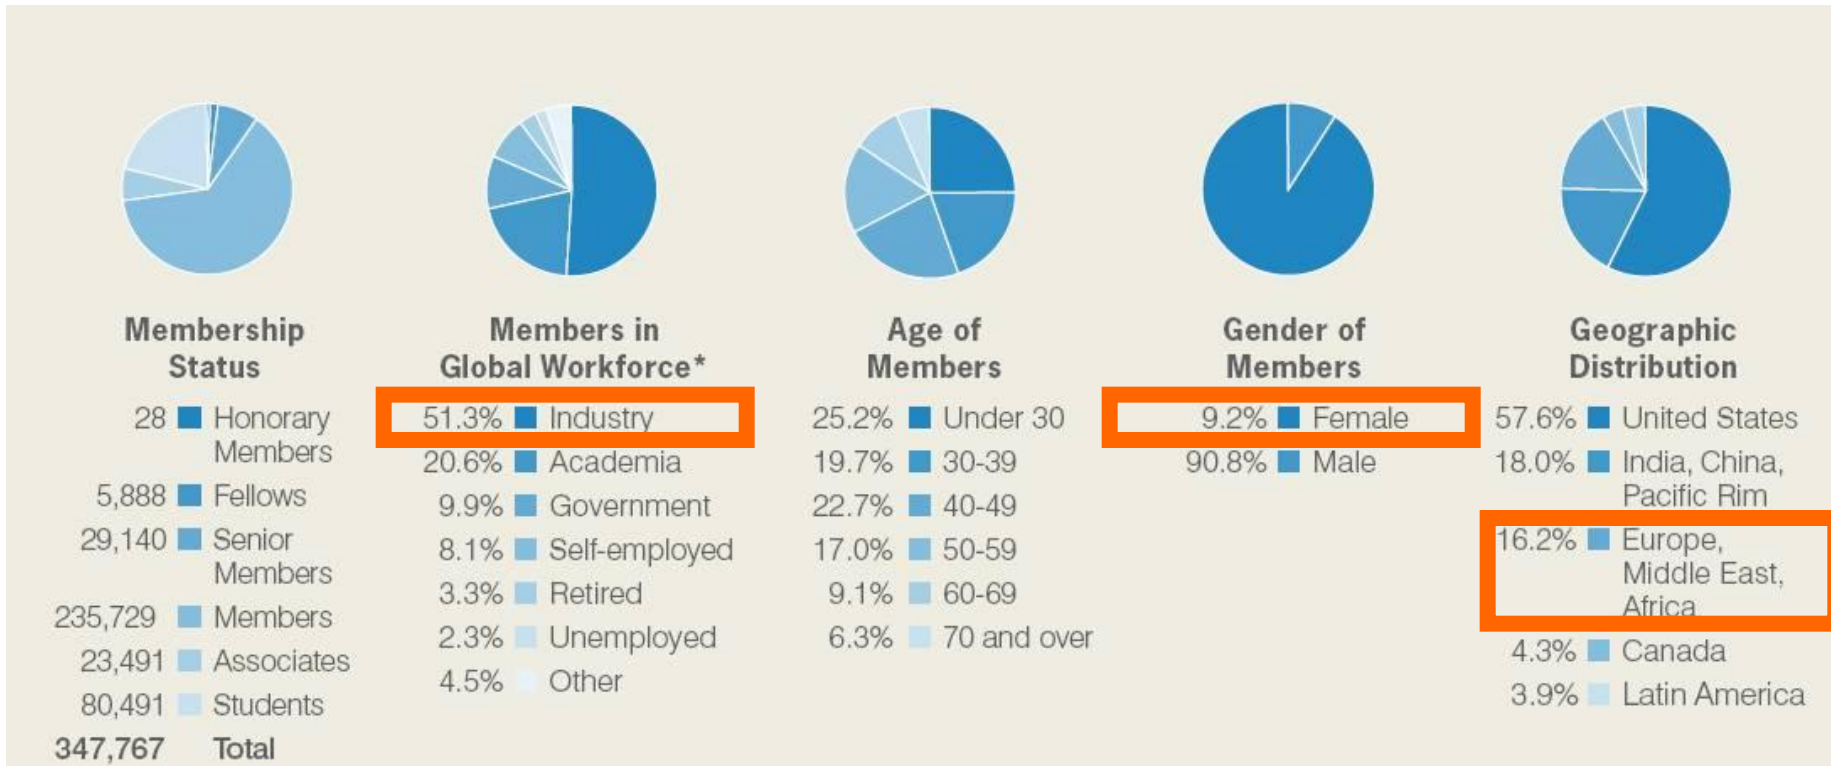 Membership
Status
28 Honorary
Members
5,888 Fellows
29,140 Senior
Members
235,729 Members
23,491 Associates
80,491 Students
347,767 Total
Members in
Global Workforce*
51.3% Industry
20.6% Academia
9.9% Government
8.1% Self-employed
3.3% Retired
2.3% Unemployed
4.5% Other
Age of
Members
25.2% Under 30
19.7% 30-39
22.7% 40-49
17.0% 50-59
9.1% 60-69
6.3% 70 and over
Gender of
Members
9.2% Female
90.8% Male
Geographic
Distribution
57.6% United States
18.0% India, China,
Pacific Rim
16.2% Europe,
Middle East,
Africa
4.3% Canada
3.9% Latin America